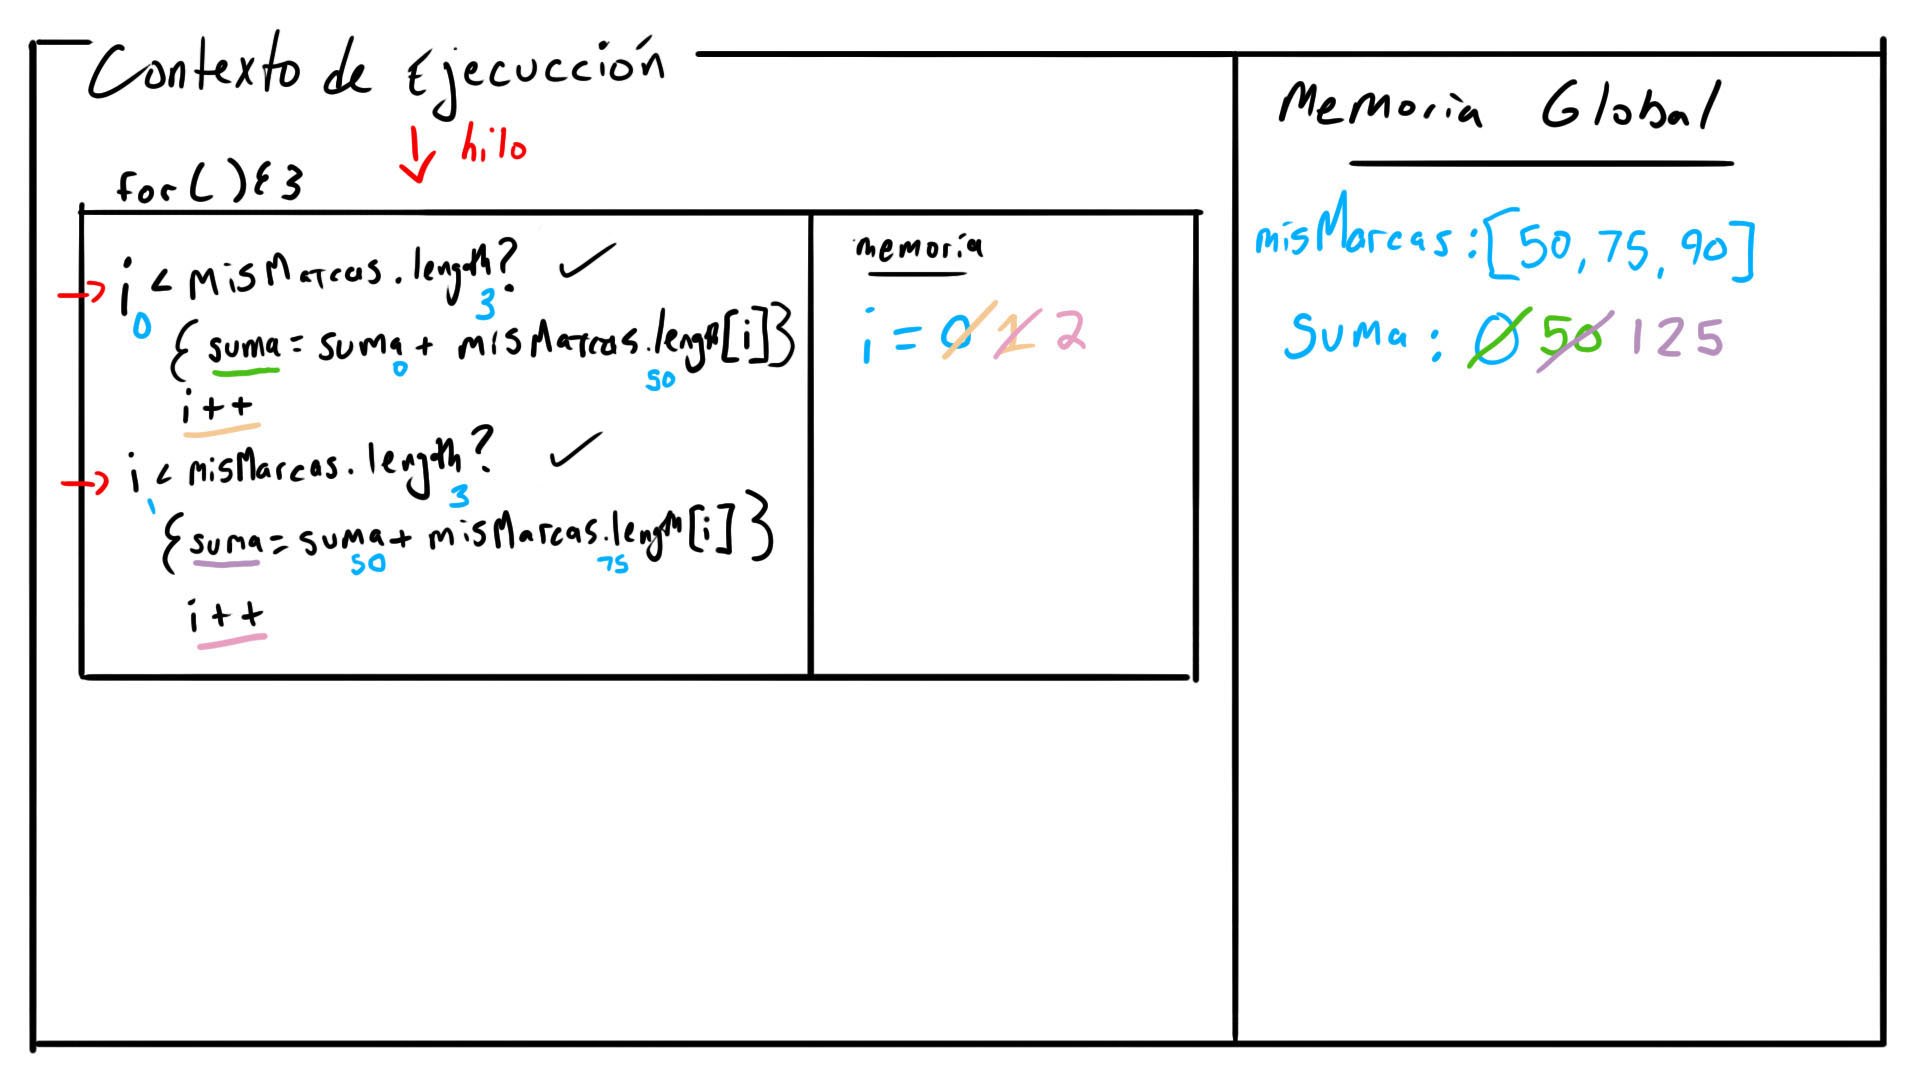 Contexto de Ejecucción
hilo
for( ){}
i < misMarcas.length? ✓
0 3
{suma = suma + misMarcas.length[i]}
0 50
i++
i < misMarcas.length? ✓
1 3
{suma = suma + misMarcas.length[i]}
50 75
i++
memoria
i = 0 1 2
Memoria Global
misMarcas:[50,75,90]
Suma: 0 50 125